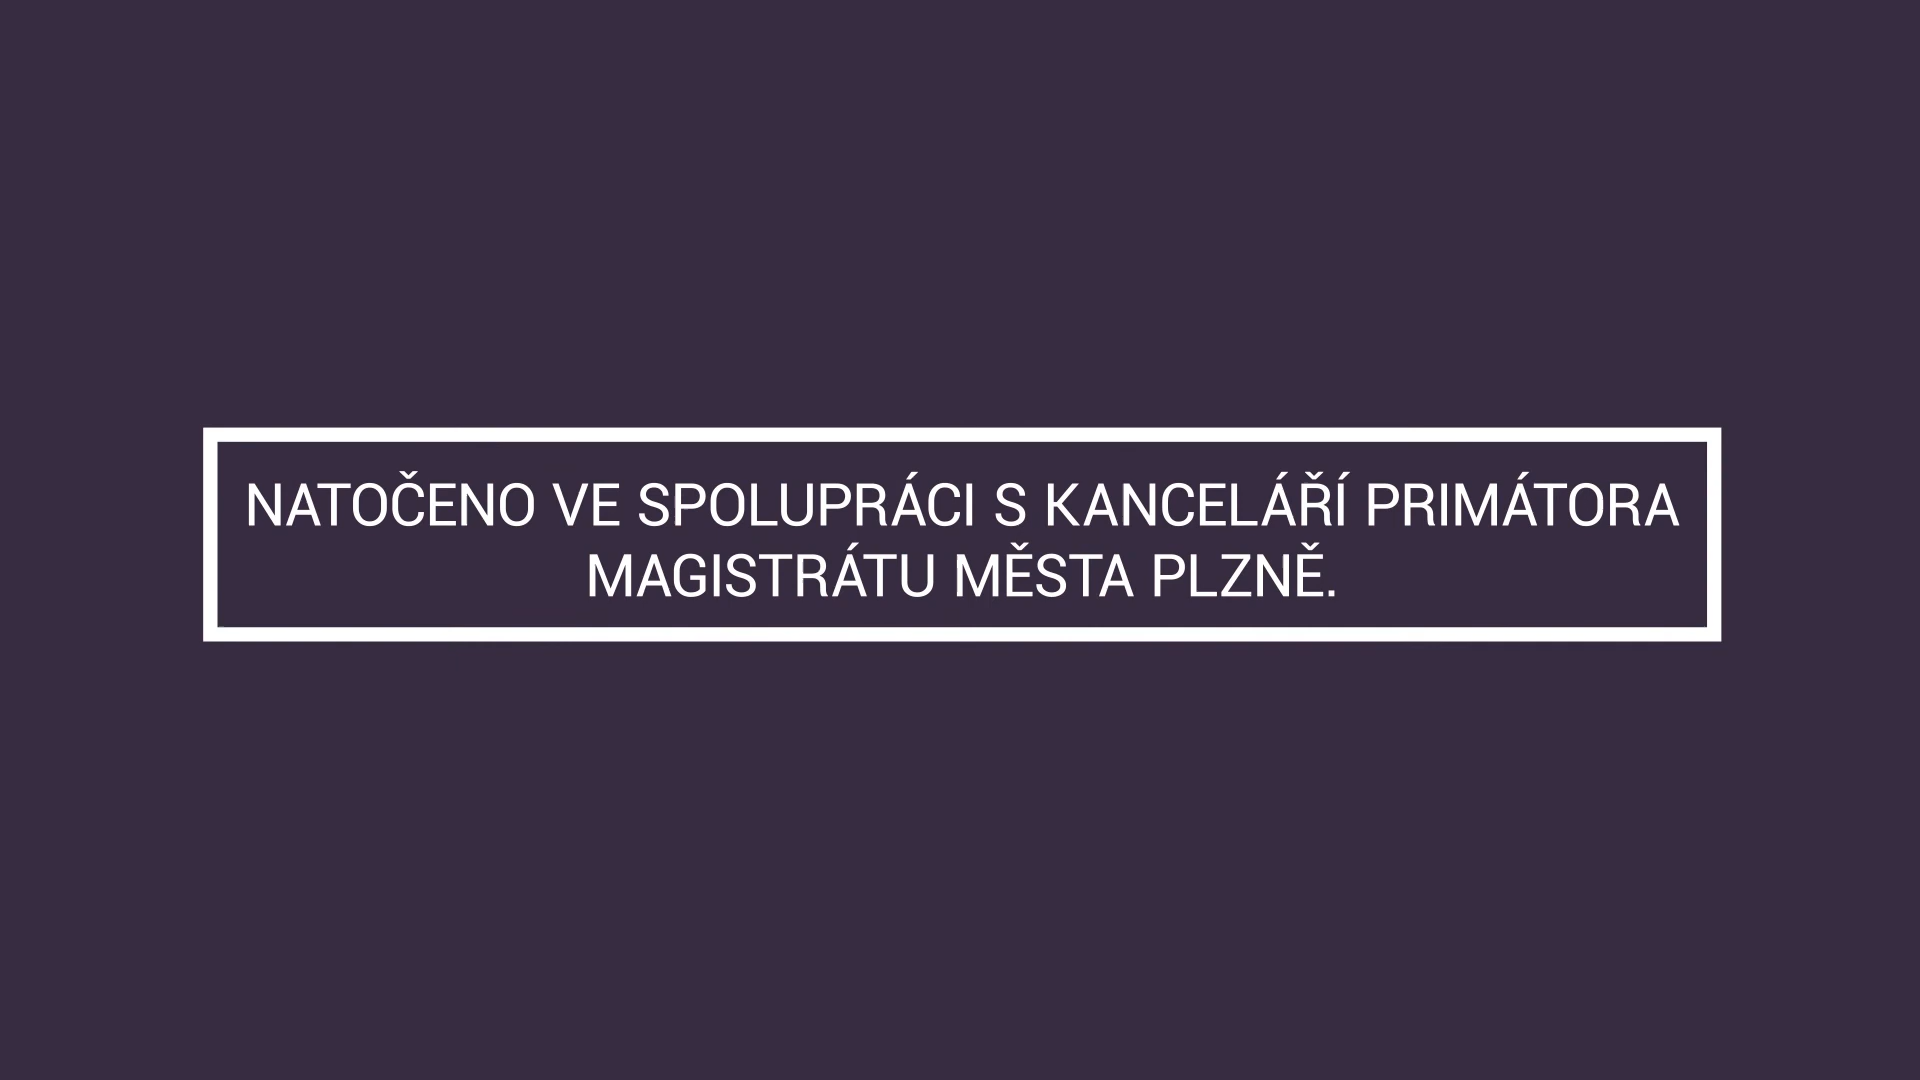 NATOČENO VE SPOLUPRÁCI S KANCELÁŘÍ PRIMÁTORA
MAGISTRÁTU MĚSTA PLZNĚ.